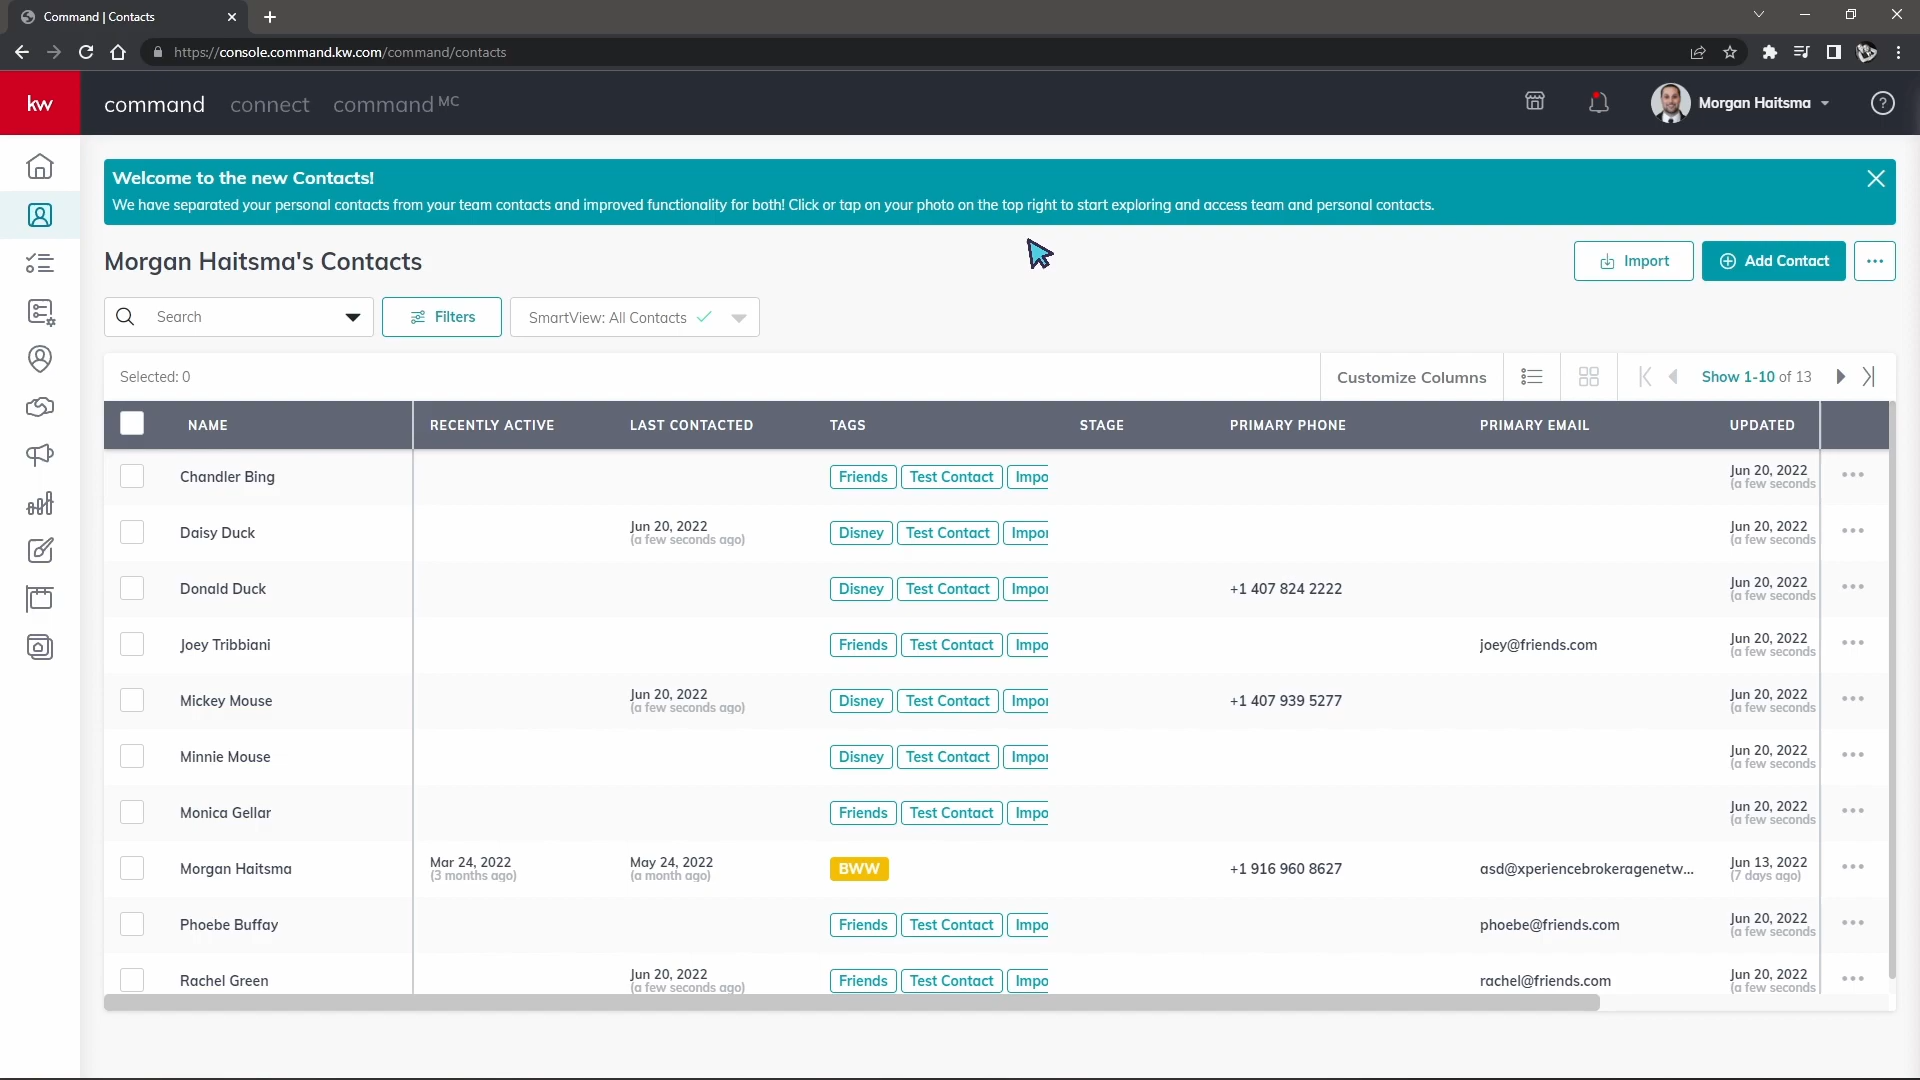 Command | Contacts
https://console.command.kw.com/command/contacts
kw command connect command MC Morgan Haitsma
Welcome to the new Contacts!
We have separated your personal contacts from your team contacts and improved functionality for both! Click or tap on your photo on the top right to start exploring and access team and personal contacts.
Morgan Haitsma's Contacts Import Add Contact
Search Filters SmartView: All Contacts
Selected: 0 Customize Columns Show 1-10 of 13
NAME RECENTLY ACTIVE LAST CONTACTED TAGS STAGE PRIMARY PHONE PRIMARY EMAIL UPDATED
Chandler Bing Friends Test Contact Impo Jun 20, 2022
(a few seconds
Daisy Duck Jun 20, 2022 Disney Test Contact Impor Jun 20, 2022
(a few seconds ago) (a few seconds
Donald Duck Disney Test Contact Impor +1 407 824 2222 Jun 20, 2022
(a few seconds
Joey Tribbiani Friends Test Contact Impo joey@friends.com Jun 20, 2022
(a few seconds
Mickey Mouse Jun 20, 2022 Disney Test Contact Impor +1 407 939 5277 Jun 20, 2022
(a few seconds ago) (a few seconds
Minnie Mouse Disney Test Contact Impor Jun 20, 2022
(a few seconds
Monica Gellar Friends Test Contact Impo Jun 20, 2022
(a few seconds
Morgan Haitsma Mar 24, 2022 May 24, 2022 BWW +1 916 960 8627 asd@xperiencebrokeragenetw... Jun 13, 2022
(3 months ago) (a month ago) (7 days ago)
Phoebe Buffay Friends Test Contact Impo phoebe@friends.com Jun 20, 2022
(a few seconds
Rachel Green Jun 20, 2022 Friends Test Contact Impo rachel@friends.com Jun 20, 2022
(a few seconds ago) (a few seconds